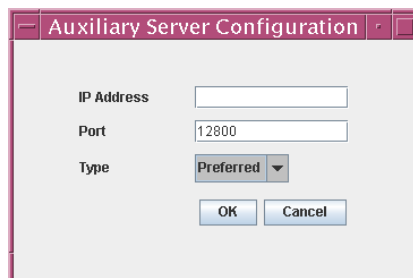 Auxiliary Server Configuration
IP Address
Port 12800
Type Preferred
OK Cancel